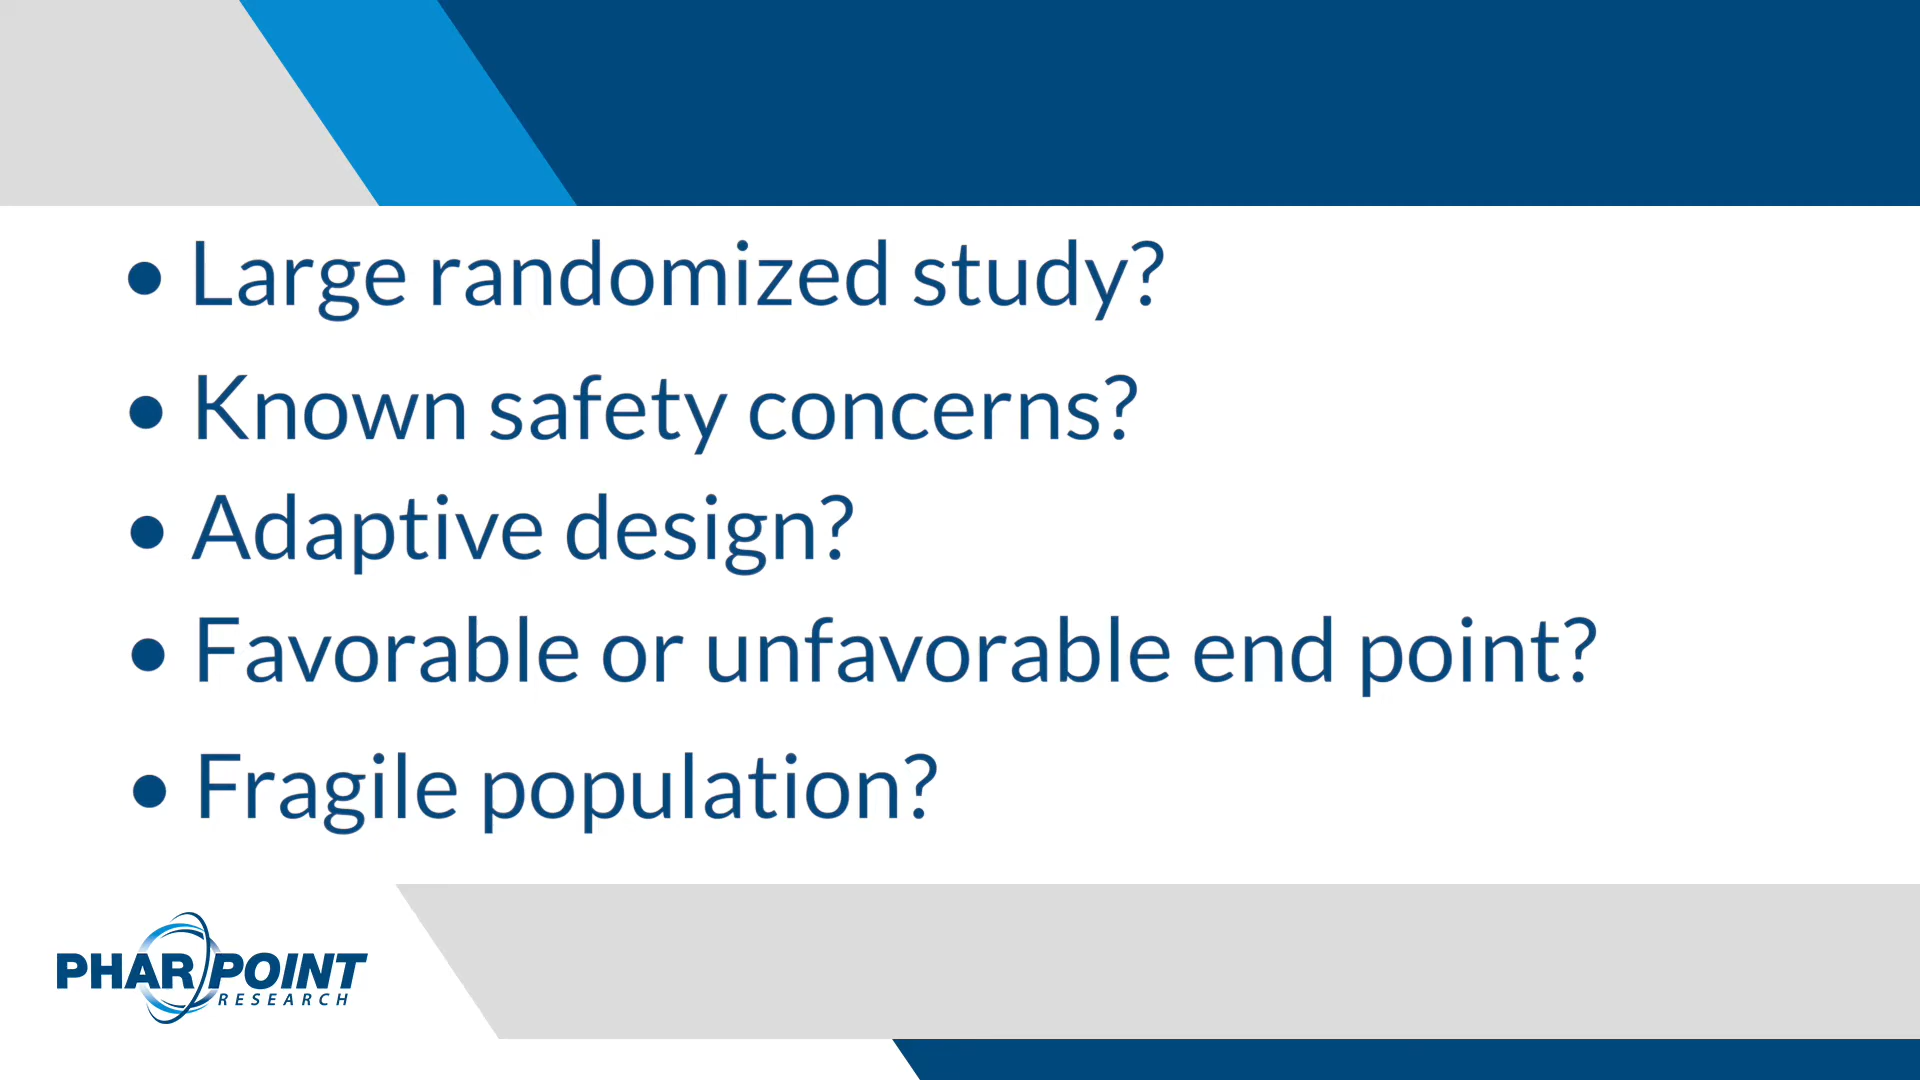 • Large randomized study?
• Known safety concerns?
• Adaptive design?
• Favorable or unfavorable end point?
• Fragile population?
PHARPOINT
RESEARCH